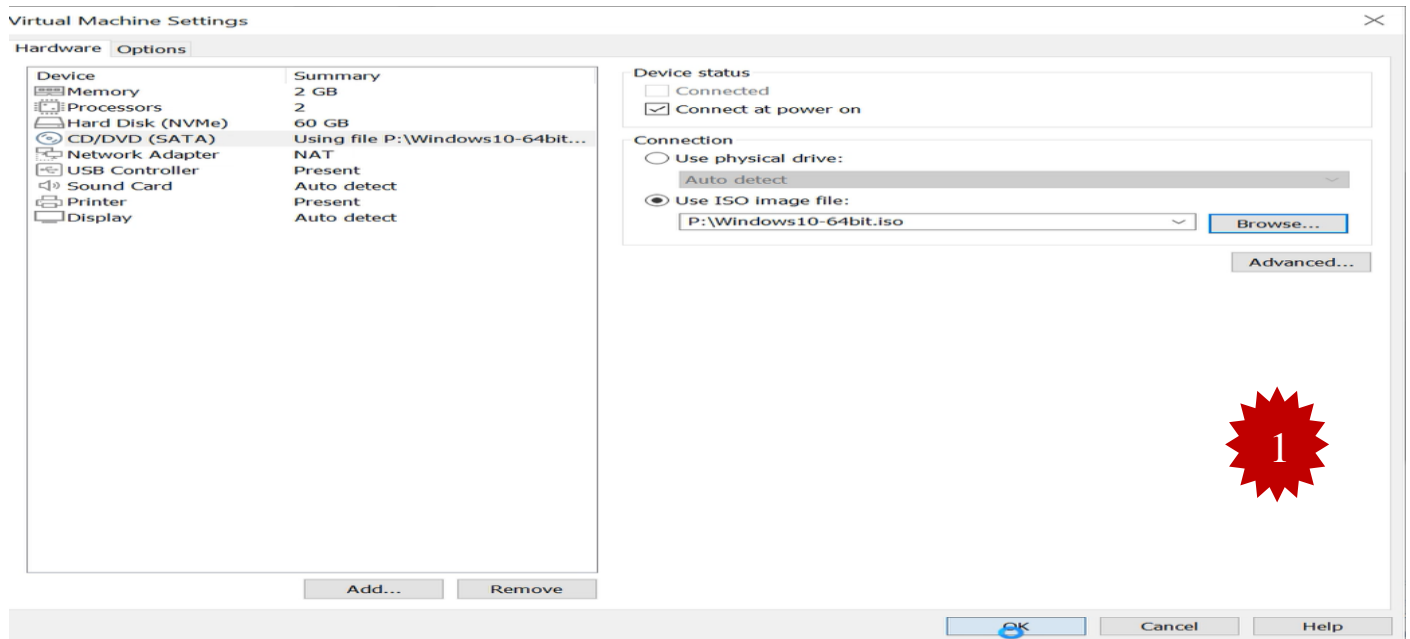 Virtual Machine Settings
Hardware Options
Device Summary
Memory 2 GB
Processors 2
Hard Disk (NVMe) 60 GB
CD/DVD (SATA) Using file P:\Windows10-64bit...
Network Adapter NAT
USB Controller Present
Sound Card Auto detect
Printer Present
Display Auto detect
Add... Remove
Device status
Connected
Connect at power on
Connection
Use physical drive:
Auto detect
Use ISO image file:
P:\Windows10-64bit.iso Browse...
Advanced...
1
OK Cancel Help